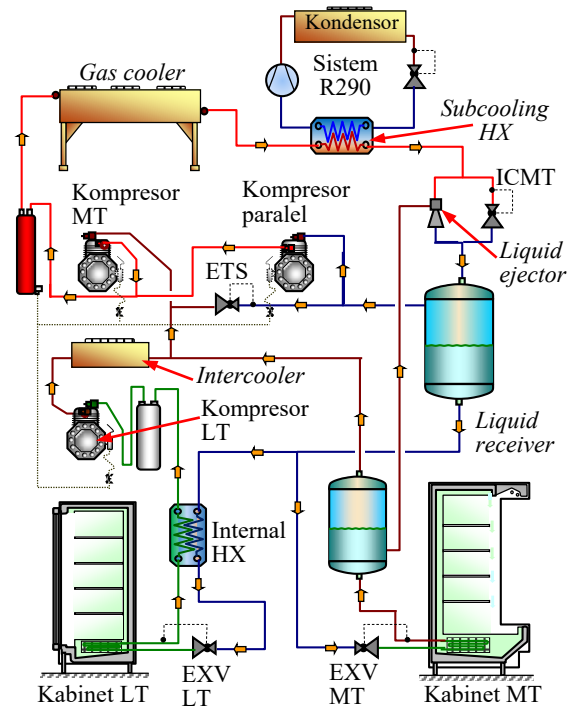 Kondensor
Gas cooler
Sistem
R290
Subcooling
HX
Kompresor
MT
Kompresor
paralel
ICMT
ETS
Liquid
ejector
Intercooler
Kompresor
LT
Liquid
receiver
Internal
HX
EXV
LT
EXV
MT
Kabinet LT
Kabinet MT